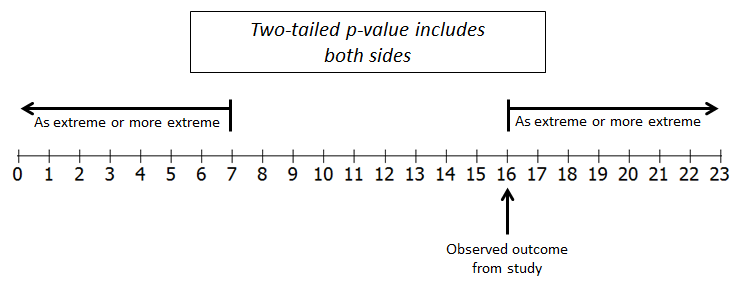 Two-tailed p-value includes
both sides
As extreme or more extreme
As extreme or more extreme
0 1 2 3 4 5 6 7 8 9 10 11 12 13 14 15 16 17 18 19 20 21 22 23
Observed outcome
from study